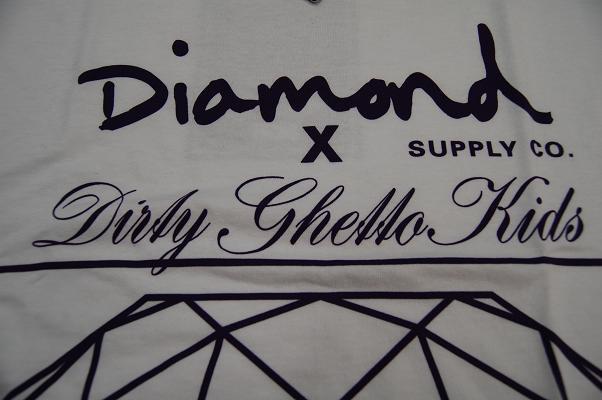 Diamond
X SUPPLY CO.
Dirty Ghetto Kids